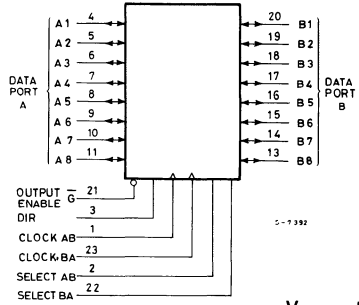 A1 4 20 B1
A2 5 19 B2
A3 6 18 B3
DATA PORT A A4 7 17 B4 DATA PORT B
A5 8 16 B5
A6 9 15 B6
A7 10 14 B7
A8 11 13 B8
OUTPUT ENABLE G̅ 21
DIR 3
S-7392
CLOCK AB 1
CLOCK BA 23
SELECT AB 2
SELECT BA 22